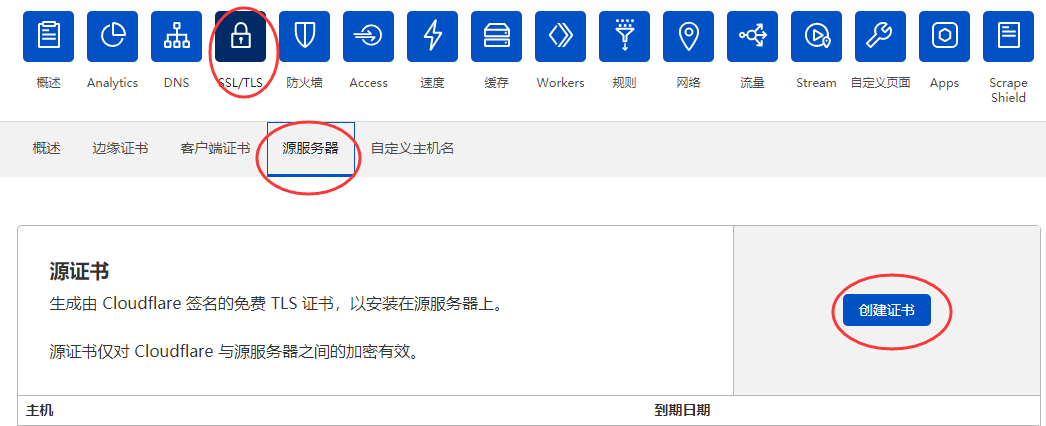 概述 Analytics DNS SSL/TLS 防火墙 Access 速度 缓存 Workers 规则 网络 流量 Stream 自定义页面 Apps Scrape Shield
概述 边缘证书 客户端证书 源服务器 自定义主机名
源证书
生成由 Cloudflare 签名的免费 TLS 证书，以安装在源服务器上。
创建证书
源证书仅对 Cloudflare 与源服务器之间的加密有效。
主机 到期日期